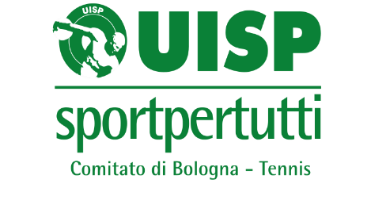 UISP
UISP
sportpertutti
Comitato di Bologna - Tennis